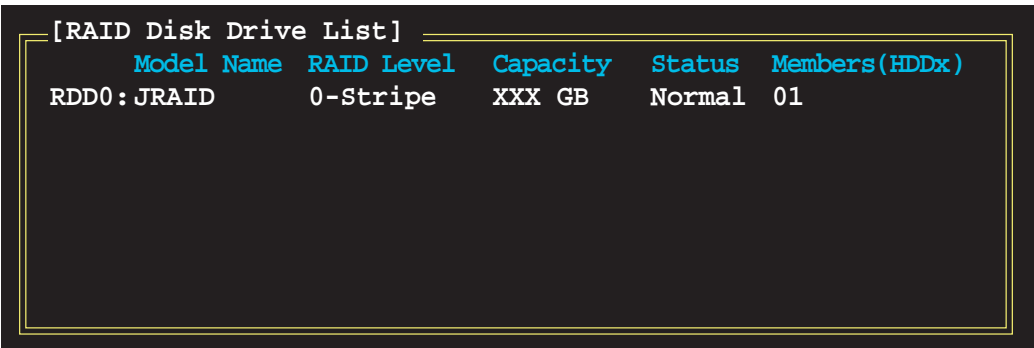 [RAID Disk Drive List]
Model Name RAID Level Capacity Status Members(HDDx)
RDD0:JRAID 0-Stripe XXX GB Normal 01